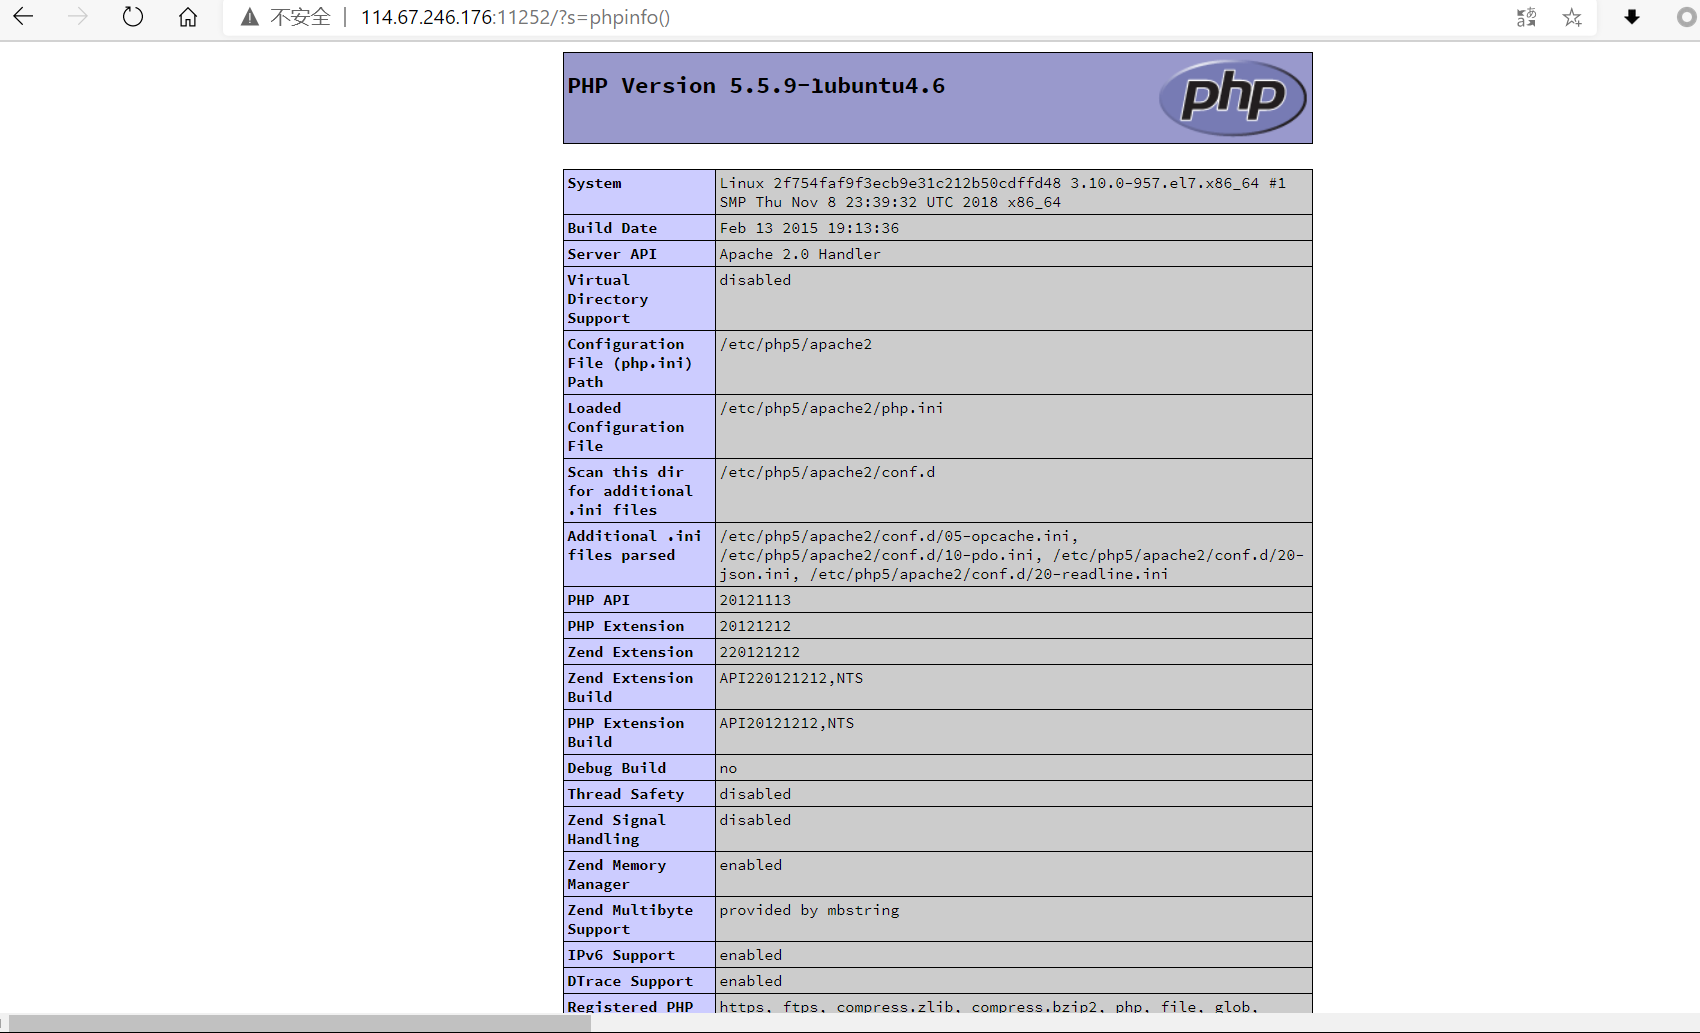 不安全 | 114.67.246.176:11252/?s=phpinfo()
PHP Version 5.5.9-1ubuntu4.6
php
System
Linux 2f754faf9f3ecb9e31c212b50cdffd48 3.10.0-957.el7.x86_64 #1
SMP Thu Nov 8 23:39:32 UTC 2018 x86_64
Build Date
Feb 13 2015 19:13:36
Server API
Apache 2.0 Handler
Virtual
Directory
Support
disabled
Configuration
File (php.ini)
Path
/etc/php5/apache2
Loaded
Configuration
File
/etc/php5/apache2/php.ini
Scan this dir
for additional
.ini files
/etc/php5/apache2/conf.d
Additional .ini
files parsed
/etc/php5/apache2/conf.d/05-opcache.ini,
/etc/php5/apache2/conf.d/10-pdo.ini, /etc/php5/apache2/conf.d/20-
json.ini, /etc/php5/apache2/conf.d/20-readline.ini
PHP API
20121113
PHP Extension
20121212
Zend Extension
220121212
Zend Extension
Build
API220121212,NTS
PHP Extension
Build
API20121212,NTS
Debug Build
no
Thread Safety
disabled
Zend Signal
Handling
disabled
Zend Memory
Manager
enabled
Zend Multibyte
Support
provided by mbstring
IPv6 Support
enabled
DTrace Support
enabled
Registered PHP
https, ftps, compress.zlib, compress.bzip2, php, file, glob,